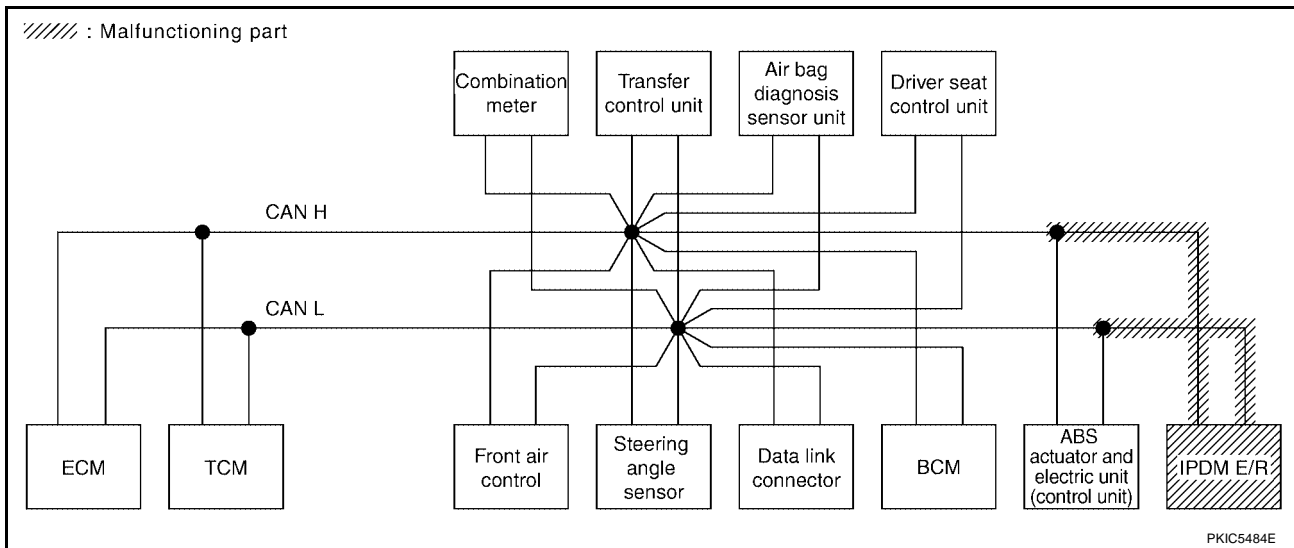 : Malfunctioning part
Combination
meter
Transfer
control unit
Air bag
diagnosis
sensor unit
Driver seat
control unit
CAN H
CAN L
ECM
TCM
Front air
control
Steering
angle
sensor
Data link
connector
BCM
ABS
actuator and
electric unit
(control unit)
IPDM E/R
PKIC5484E